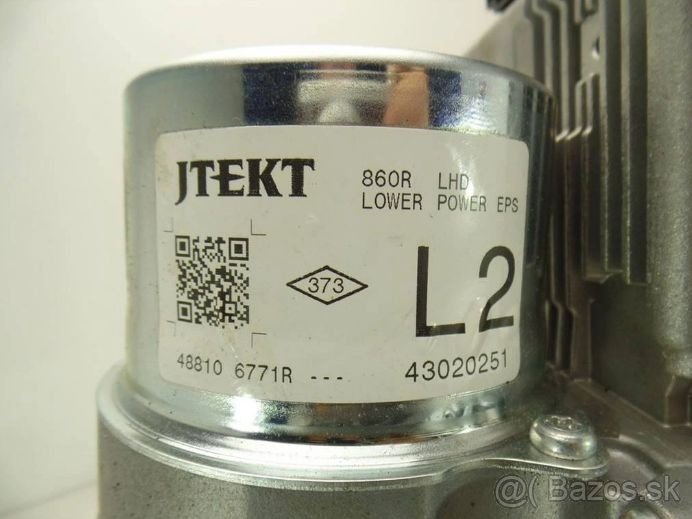 JTEKT
860R LHD
LOWER POWER EPS
L2
373
48810 6771R ---
43020251
@ Bazos.sk